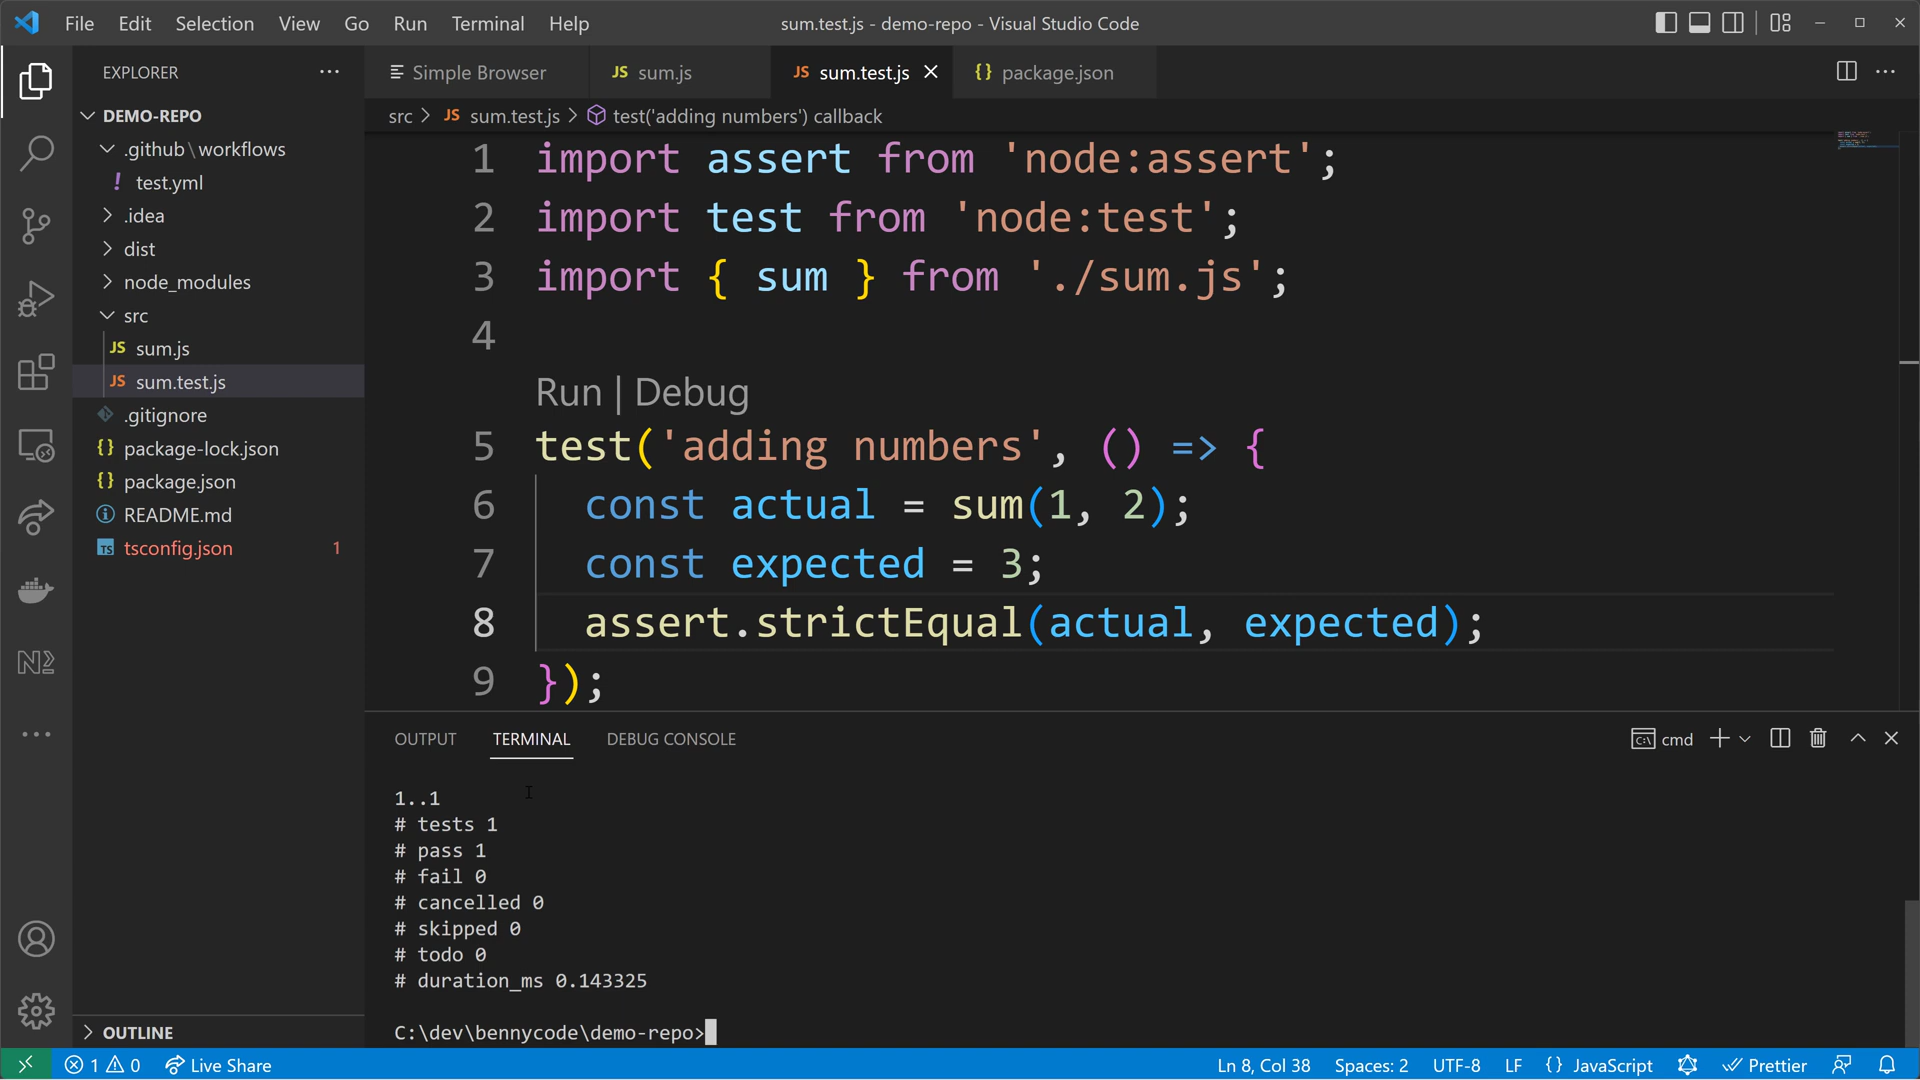 File Edit Selection View Go Run Terminal Help
sum.test.js - demo-repo - Visual Studio Code
EXPLORER
DEMO-REPO
.github\workflows
! test.yml
.idea
dist
node_modules
src
JS sum.js
JS sum.test.js
.gitignore
{} package-lock.json
{} package.json
README.md
TS tsconfig.json 1
OUTLINE
Simple Browser
JS sum.js
JS sum.test.js
{} package.json
src > JS sum.test.js > test('adding numbers') callback
1 import assert from 'node:assert';
2 import test from 'node:test';
3 import { sum } from './sum.js';
4
Run | Debug
5 test('adding numbers', () => {
6 const actual = sum(1, 2);
7 const expected = 3;
8 assert.strictEqual(actual, expected);
9 });
OUTPUT TERMINAL DEBUG CONSOLE
cmd
1..1
# tests 1
# pass 1
# fail 0
# cancelled 0
# skipped 0
# todo 0
# duration_ms 0.143325
C:\dev\bennycode\demo-repo>
1 0 Live Share
Ln 8, Col 38 Spaces: 2 UTF-8 LF {} JavaScript Prettier